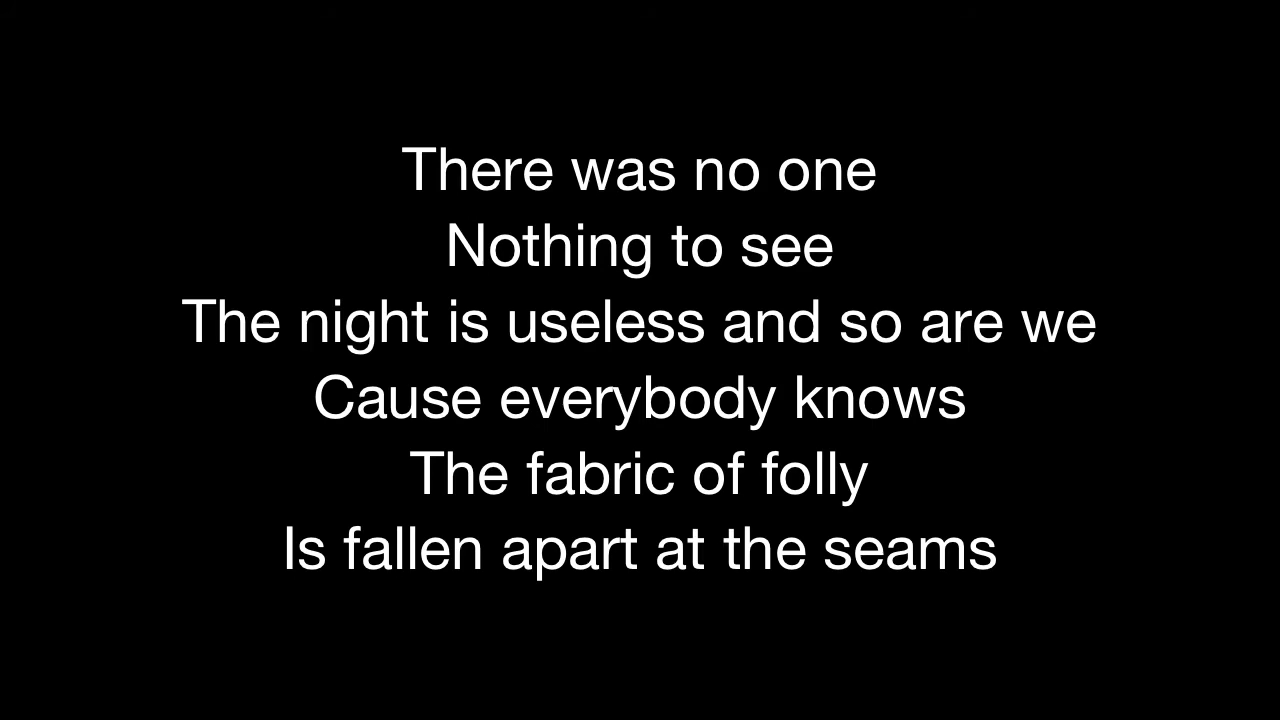 There was no one
Nothing to see
The night is useless and so are we
Cause everybody knows
The fabric of folly
Is fallen apart at the seams